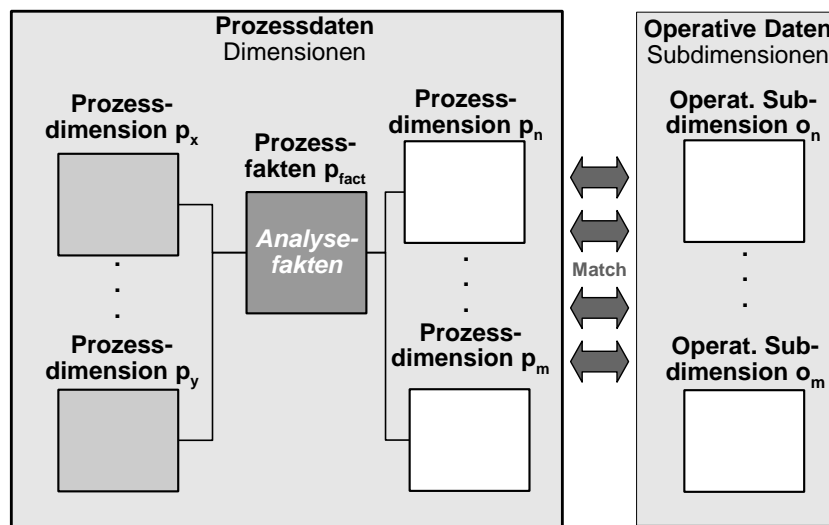 Prozessdaten
Dimensionen
Prozess-
dimension px
Prozess-
fakten pfact
Prozess-
dimension pn
Analyse-
fakten
Prozess-
dimension py
Prozess-
dimension pm
Match
Operative Daten
Subdimensionen
Operat. Sub-
dimension on
Operat. Sub-
dimension om